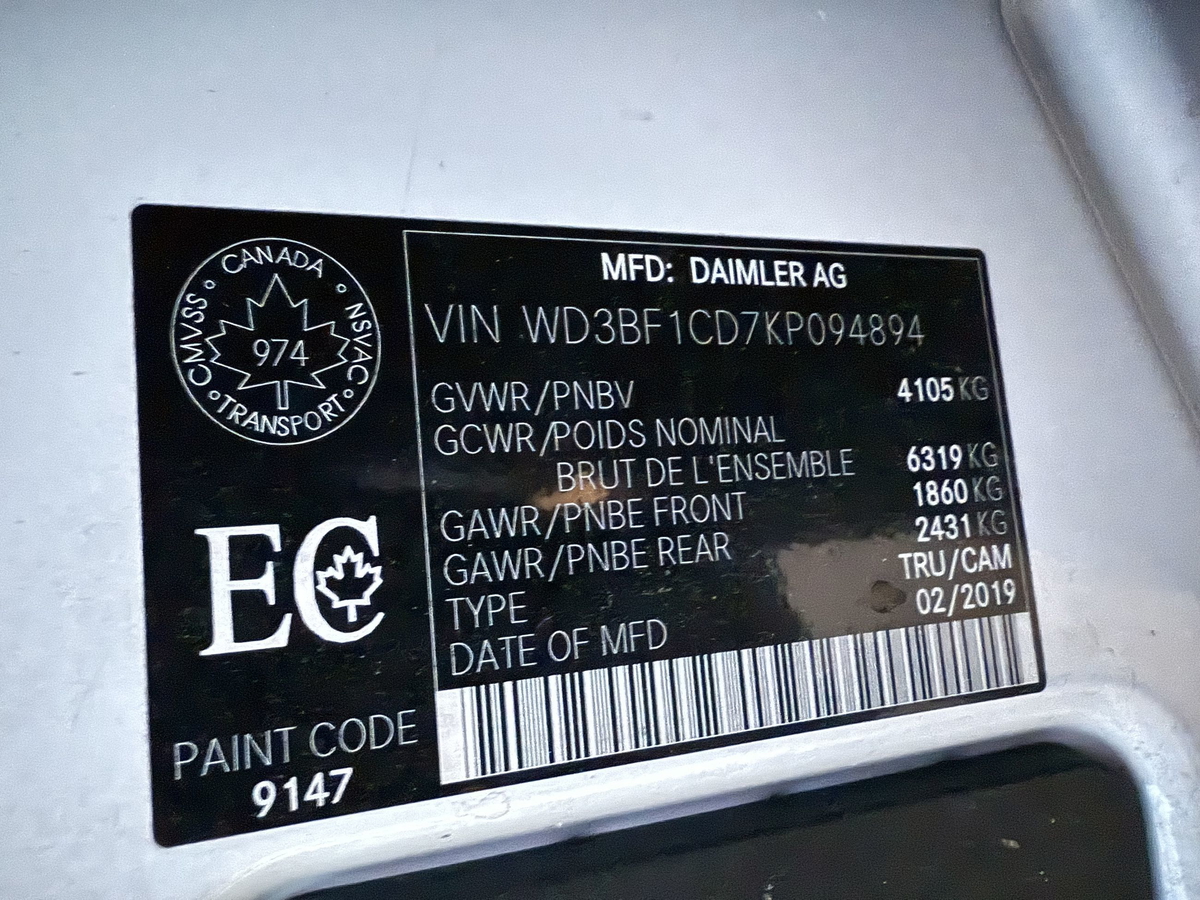 CANADA
CMVSS
NSVAC
974
TRANSPORT
EC
PAINT CODE
9147
MFD: DAIMLER AG
VIN WD3BF1CD7KP094894
GVWR/PNBV 4105 KG
GCWR/POIDS NOMINAL
BRUT DE L'ENSEMBLE 6319 KG
GAWR/PNBE FRONT 1860 KG
GAWR/PNBE REAR 2431 KG
TYPE TRU/CAM
DATE OF MFD 02/2019